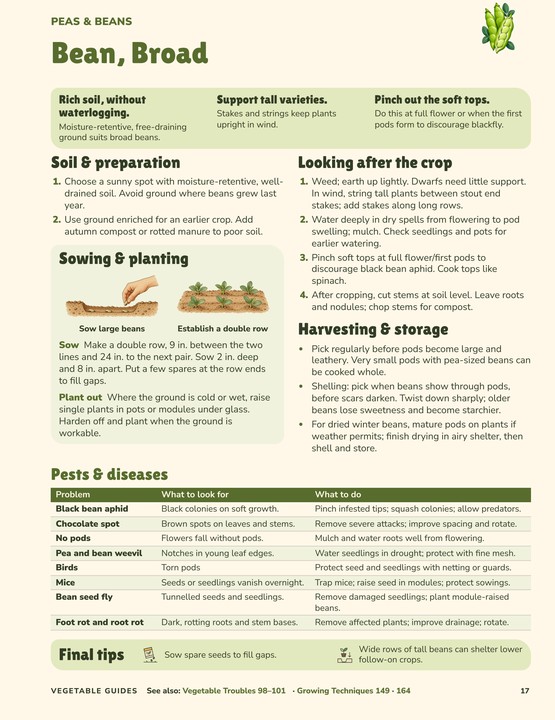 PEAS & BEANS
Bean, Broad
Rich soil, without
waterlogging.
Moisture-retentive, free-draining
ground suits broad beans.
Support tall varieties.
Stakes and strings keep plants
upright in wind.
Pinch out the soft tops.
Do this at full flower or when the first
pods form to discourage blackfly.
Soil & preparation
1. Choose a sunny spot with moisture-retentive, well-
drained soil. Avoid ground where beans grew last
year.
2. Use ground enriched for an earlier crop. Add
autumn compost or rotted manure to poor soil.
Sowing & planting
Sow large beans
Establish a double row
Sow Make a double row, 9 in. between the two
lines and 24 in. to the next pair. Sow 2 in. deep
and 8 in. apart. Put a few spares at the row ends
to fill gaps.
Plant out Where the ground is cold or wet, raise
single plants in pots or modules under glass.
Harden off and plant when the ground is
workable.
Looking after the crop
1. Weed; earth up lightly. Dwarfs need little support.
In wind, string tall plants between stout end
stakes; add stakes along long rows.
2. Water deeply in dry spells from flowering to pod
swelling; mulch. Check seedlings and pots for
earlier watering.
3. Pinch soft tops at full flower/first pods to
discourage black bean aphid. Cook tops like
spinach.
4. After cropping, cut stems at soil level. Leave roots
and nodules; chop stems for compost.
Harvesting & storage
• Pick regularly before pods become large and
leathery. Very small pods with pea-sized beans can
be cooked whole.
• Shelling: pick when beans show through pods,
before scars darken. Twist down sharply; older
beans lose sweetness and become starchier.
• For dried winter beans, mature pods on plants if
weather permits; finish drying in airy shelter, then
shell and store.
Pests & diseases
Problem What to look for What to do
Black bean aphid Black colonies on soft growth. Pinch infested tips; squash colonies; allow predators.
Chocolate spot Brown spots on leaves and stems. Remove severe attacks; improve spacing and rotate.
No pods Flowers fall without pods. Mulch and water roots well from flowering.
Pea and bean weevil Notches in young leaf edges. Water seedlings in drought; protect with fine mesh.
Birds Torn pods Protect seed and seedlings with netting or guards.
Mice Seeds or seedlings vanish overnight. Trap mice; raise seed in modules; protect sowings.
Bean seed fly Tunnelled seeds and seedlings. Remove damaged seedlings; plant module-raised
beans.
Foot rot and root rot Dark, rotting roots and stem bases. Remove affected plants; improve drainage; rotate.
Final tips
Sow spare seeds to fill gaps.
Wide rows of tall beans can shelter lower
follow-on crops.
VEGETABLE GUIDES See also: Vegetable Troubles 98–101 · Growing Techniques 149 · 164 17